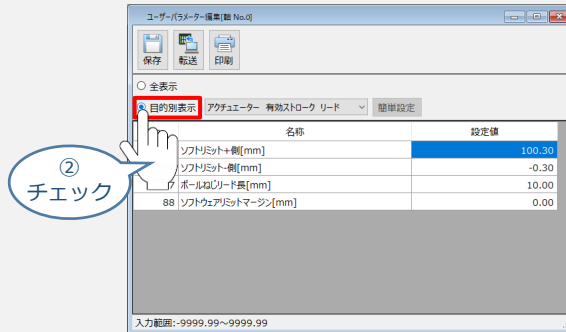 ユーザーパラメーター編集[軸 No.0]
保存 転送 印刷
全表示
目的別表示 アクチュエーター 有効ストローク リード 簡単設定
名称 設定値
ソフトリミット+側[mm] 100.30
ソフトリミット-側[mm] -0.30
7 ボールねじリード長[mm] 10.00
88 ソフトウェアリミットマージン[mm] 0.00
②
チェック
入力範囲:-9999.99～9999.99